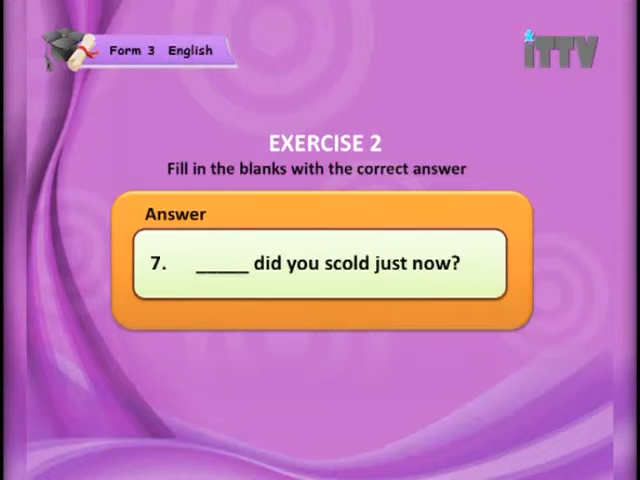 Form 3 English
iTTV
EXERCISE 2
Fill in the blanks with the correct answer
Answer
7. _____ did you scold just now?